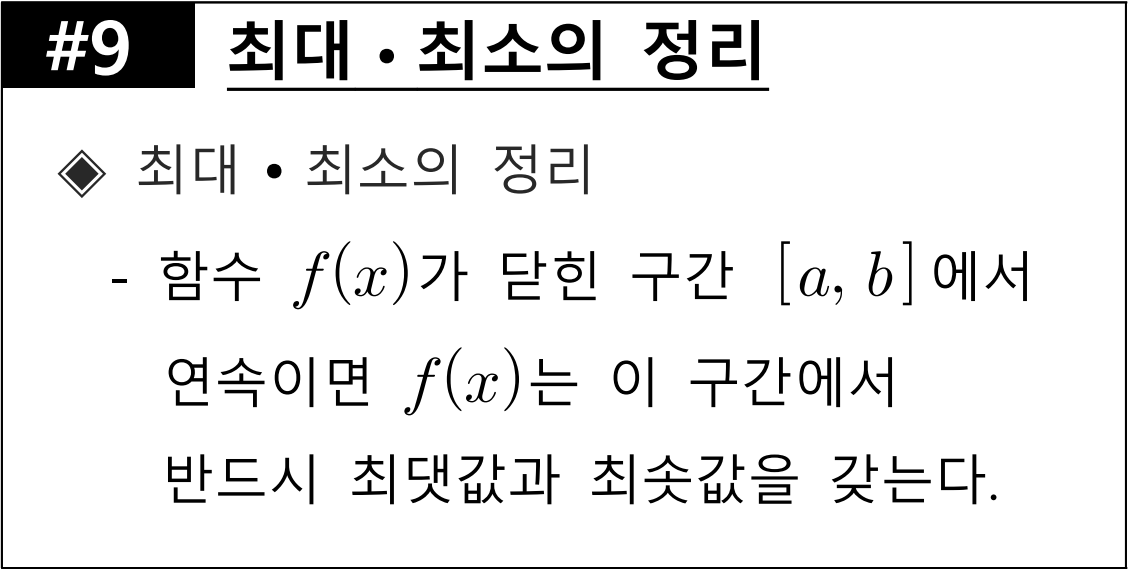 #9 최대 • 최소의 정리
◈ 최대 • 최소의 정리
- 함수 f(x)가 닫힌 구간 [a, b]에서
연속이면 f(x)는 이 구간에서
반드시 최댓값과 최솟값을 갖는다.